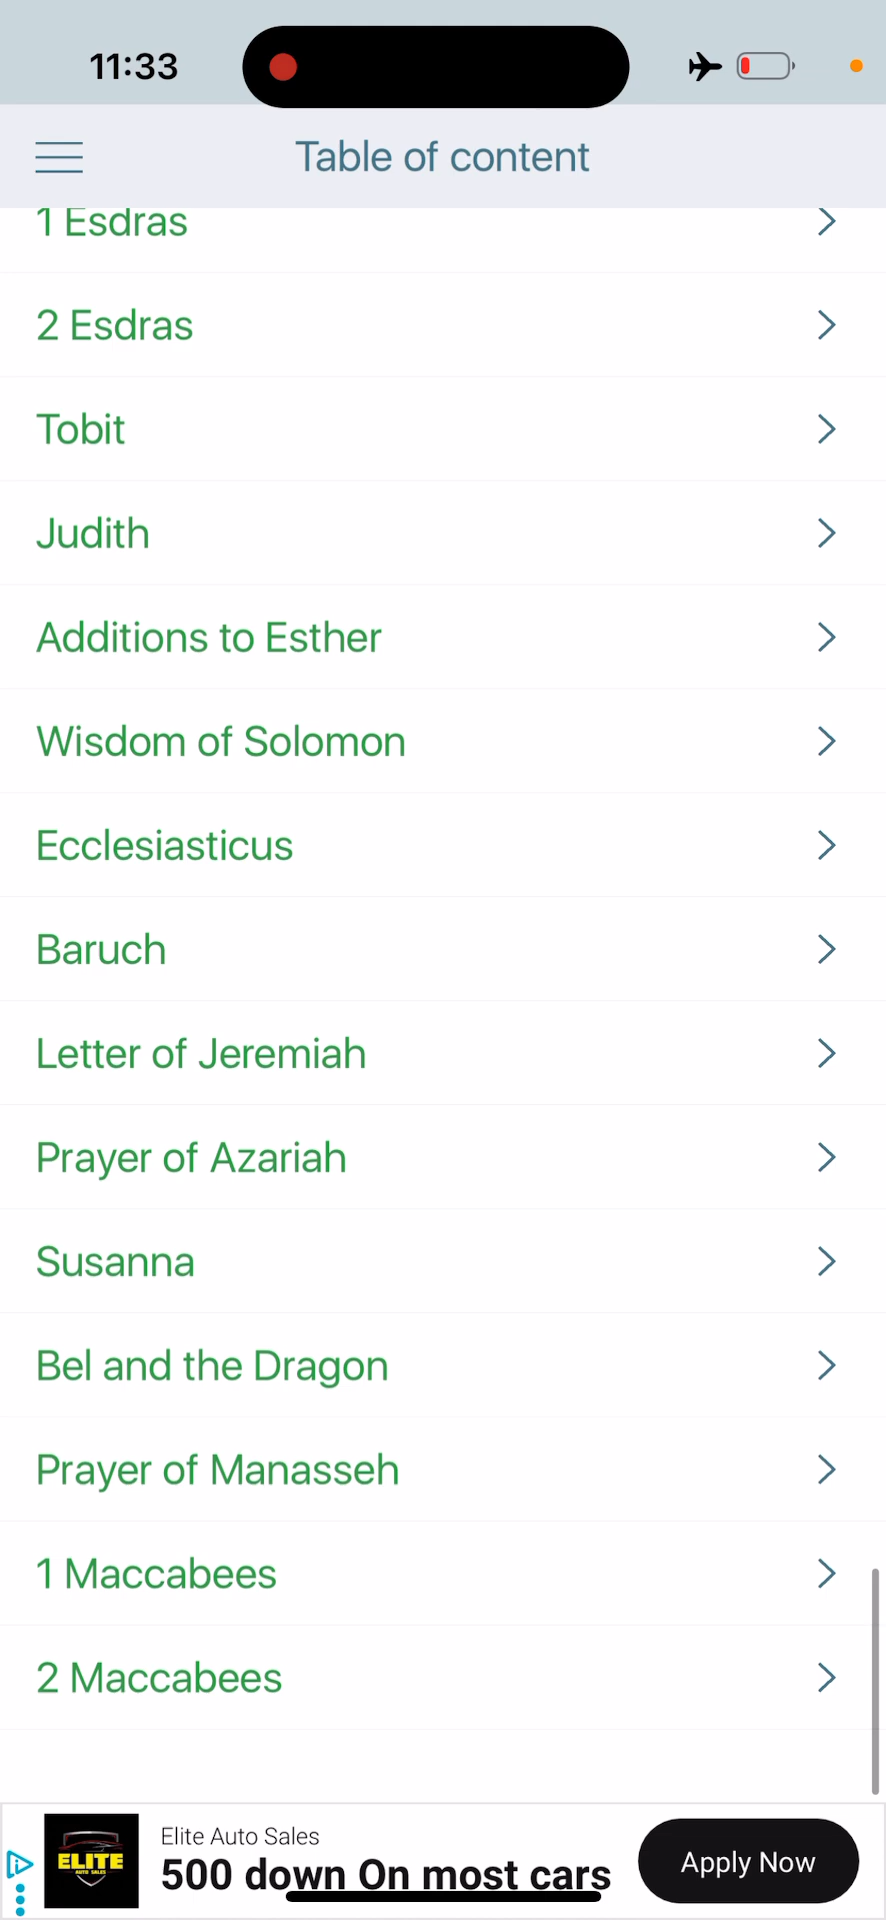 11:33
Table of content
1 Esdras
2 Esdras
Tobit
Judith
Additions to Esther
Wisdom of Solomon
Ecclesiasticus
Baruch
Letter of Jeremiah
Prayer of Azariah
Susanna
Bel and the Dragon
Prayer of Manasseh
1 Maccabees
2 Maccabees
ELITE
AUTO SALES
Elite Auto Sales
500 down On most cars
Apply Now